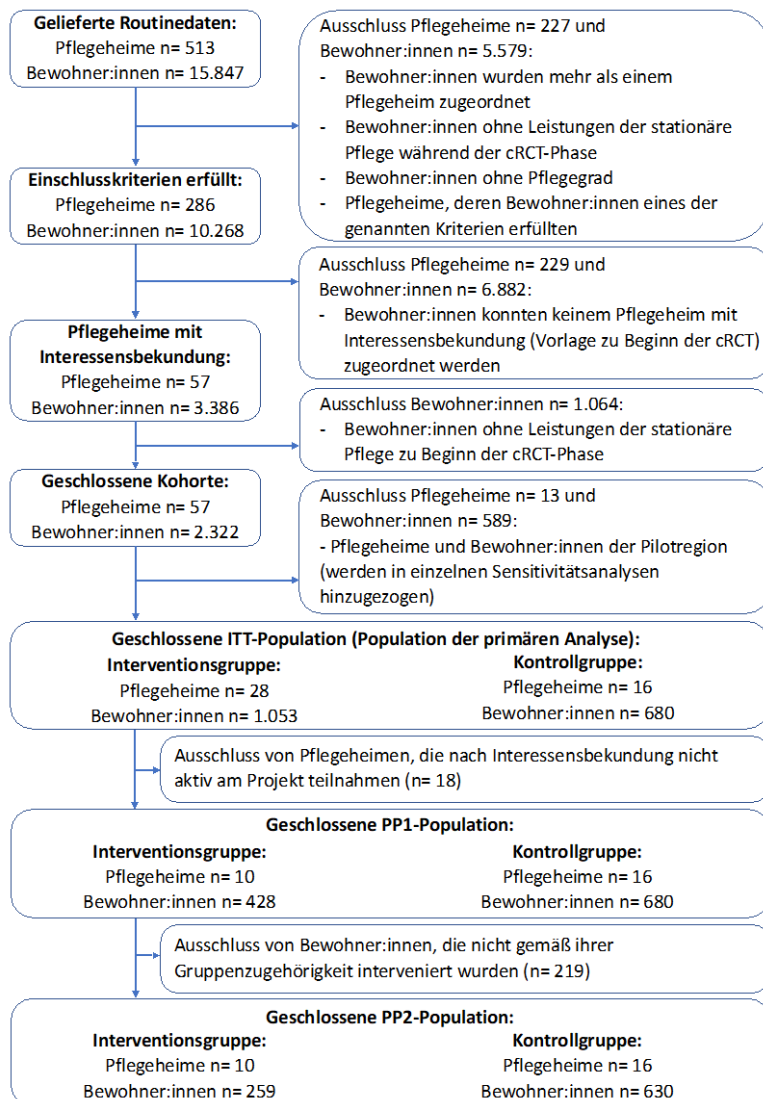 Gelieferte Routinedaten:
Pflegeheime n= 513
Bewohner:innen n= 15.847
Ausschluss Pflegeheime n= 227 und
Bewohner:innen n= 5.579:
- Bewohner:innen wurden mehr als einem
Pflegeheim zugeordnet
- Bewohner:innen ohne Leistungen der stationäre
Pflege während der cRCT-Phase
- Bewohner:innen ohne Pflegegrad
- Pflegeheime, deren Bewohner:innen eines der
genannten Kriterien erfüllten
Einschlusskriterien erfüllt:
Pflegeheime n= 286
Bewohner:innen n= 10.268
Ausschluss Pflegeheime n= 229 und
Bewohner:innen n= 6.882:
- Bewohner:innen konnten keinem Pflegeheim mit
Interessensbekundung (Vorlage zu Beginn der cRCT)
zugeordnet werden
Pflegeheime mit
Interessensbekundung:
Pflegeheime n= 57
Bewohner:innen n= 3.386
Ausschluss Bewohner:innen n= 1.064:
- Bewohner:innen ohne Leistungen der stationäre
Pflege zu Beginn der cRCT-Phase
Geschlossene Kohorte:
Pflegeheime n= 57
Bewohner:innen n= 2.322
Ausschluss Pflegeheime n= 13 und
Bewohner:innen n= 589:
- Pflegeheime und Bewohner:innen der Pilotregion
(werden in einzelnen Sensitivitätsanalysen
hinzugezogen)
Geschlossene ITT-Population (Population der primären Analyse):
Interventionsgruppe:
Pflegeheime n= 28
Bewohner:innen n= 1.053
Kontrollgruppe:
Pflegeheime n= 16
Bewohner:innen n= 680
Ausschluss von Pflegeheimen, die nach Interessensbekundung nicht
aktiv am Projekt teilnahmen (n= 18)
Geschlossene PP1-Population:
Interventionsgruppe:
Pflegeheime n= 10
Bewohner:innen n= 428
Kontrollgruppe:
Pflegeheime n= 16
Bewohner:innen n= 680
Ausschluss von Bewohner:innen, die nicht gemäß ihrer
Gruppenzugehörigkeit interveniert wurden (n= 219)
Geschlossene PP2-Population:
Interventionsgruppe:
Pflegeheime n= 10
Bewohner:innen n= 259
Kontrollgruppe:
Pflegeheime n= 16
Bewohner:innen n= 630